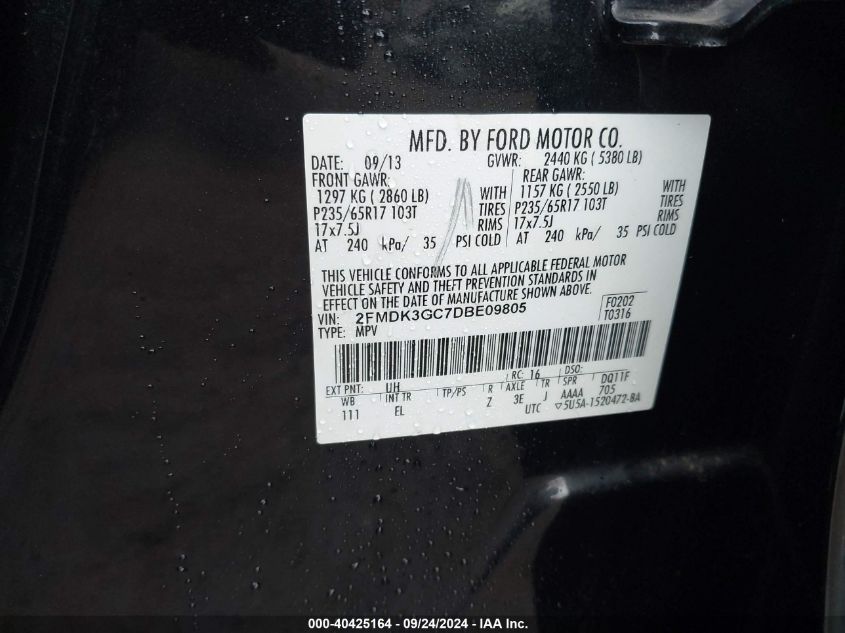 MFD. BY FORD MOTOR CO.
DATE: 09/13 GVWR: 2440 KG ( 5380 LB)
FRONT GAWR: REAR GAWR:
1297 KG ( 2860 LB) WITH 1157 KG ( 2550 LB) WITH
P235/65R17 103T TIRES P235/65R17 103T TIRES
17x7.5J RIMS 17x7.5J RIMS
AT 240 kPa/ 35 PSI COLD AT 240 kPa/ 35 PSI COLD
THIS VEHICLE CONFORMS TO ALL APPLICABLE FEDERAL MOTOR
VEHICLE SAFETY AND THEFT PREVENTION STANDARDS IN
EFFECT ON THE DATE OF MANUFACTURE SHOWN ABOVE.
VIN: 2FMDK3GC7DBE09805 F0202
TYPE: MPV T0316
EXT PNT: UH RC: 16 DSO:
WB INT TR TP/PS R AXLE TR SPR DQ11F
111 EL Z 3E J AAAA 705
UTC ▽5U5A-1520472-BA
000-40425164 - 09/24/2024 - IAA Inc.